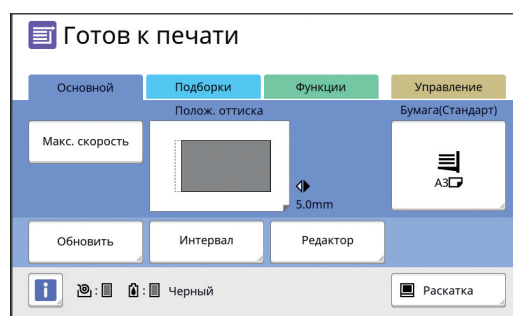 Готов к печати
Основной
Подборки
Функции
Управление
Полож. оттиска
Бумага(Стандарт)
Макс. скорость
A3
5.0mm
Обновить
Интервал
Редактор
i
: : Черный
Раскатка